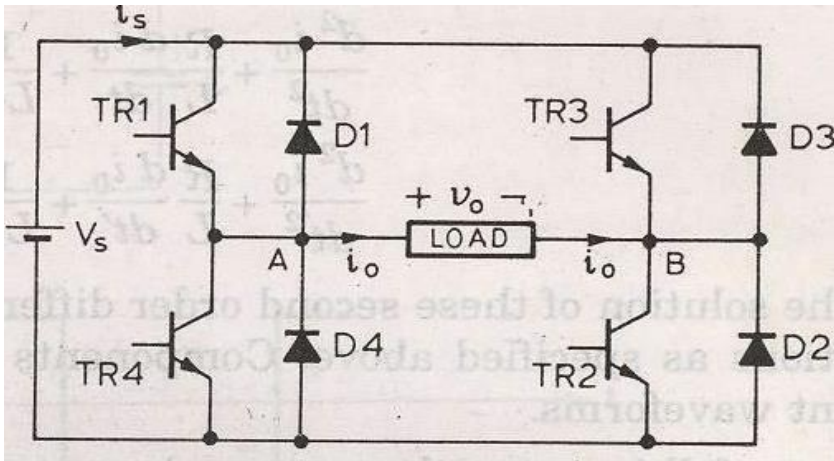 i_s
TR1
D1
TR3
D3
+ v_o -
V_s
A
i_o
LOAD
i_o
B
TR4
D4
TR2
D2